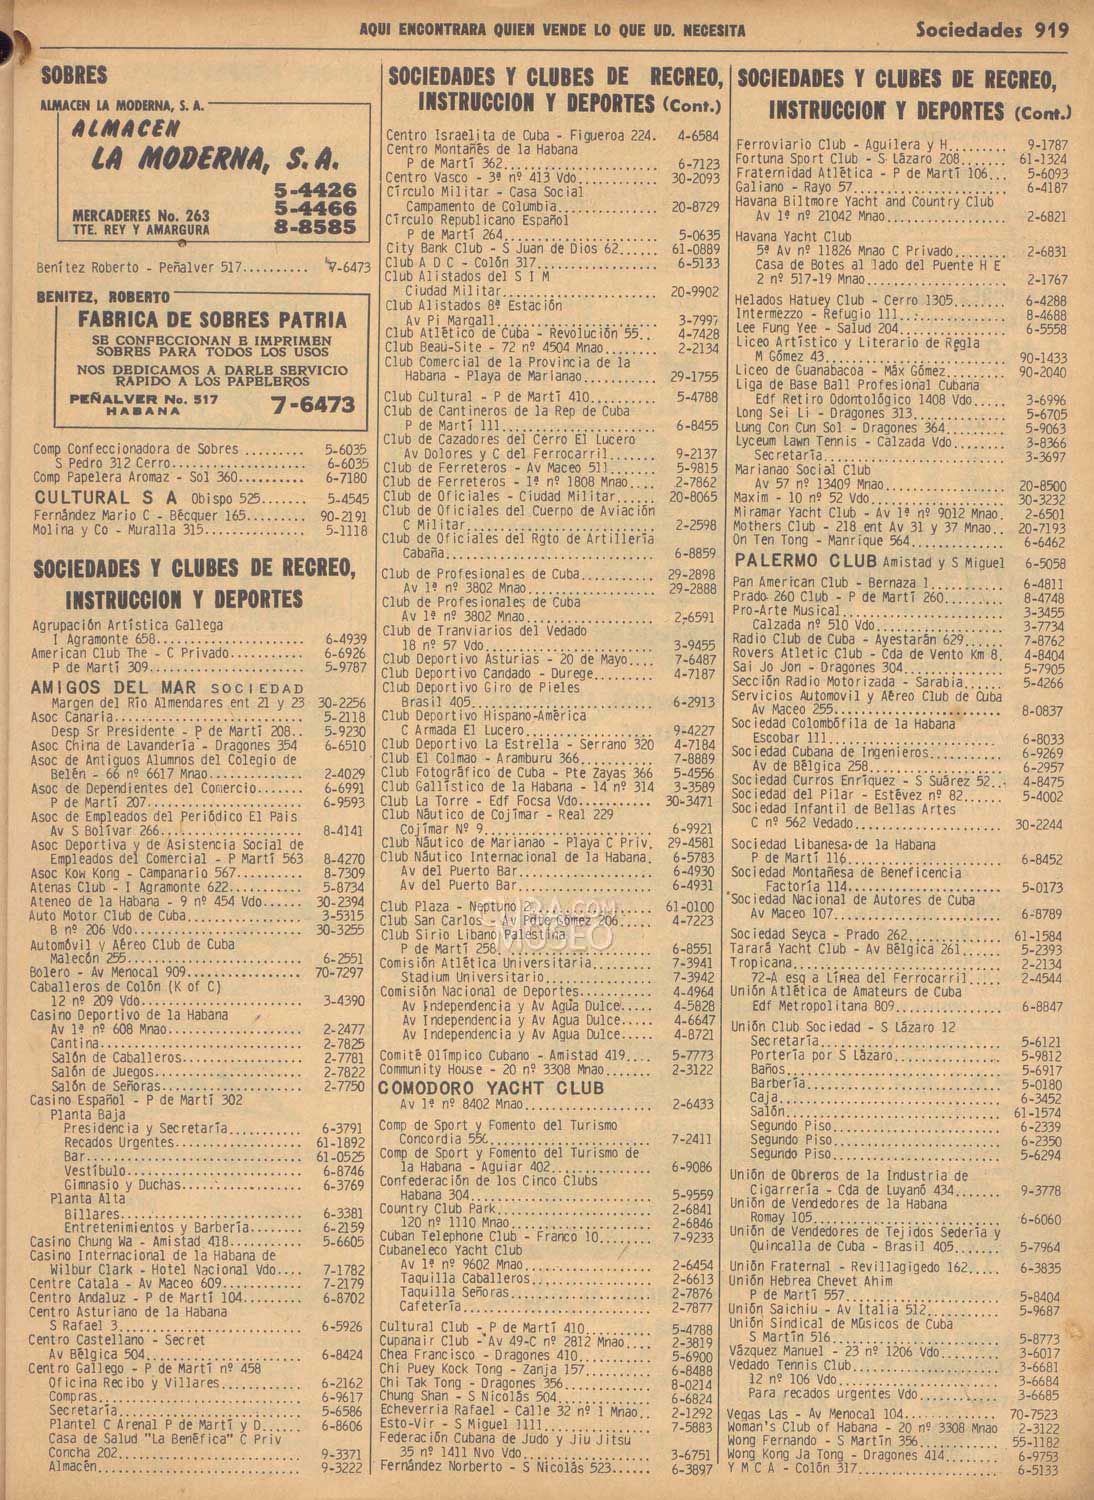 AQUI ENCONTRARA QUIEN VENDE LO QUE UD. NECESITA
Sociedades 919
SOBRES
ALMACEN LA MODERNA, S. A.
ALMACEN
LA MODERNA, S. A.
5-4426
5-4466
MERCADERES No. 263
TTE. REY Y AMARGURA
8-8585
Benítez Roberto - Peñalver 517.......... 7-6473
BENITEZ, ROBERTO
FABRICA DE SOBRES PATRIA
SE CONFECCIONAN E IMPRIMEN
SOBRES PARA TODOS LOS USOS
NOS DEDICAMOS A DARLE SERVICIO
RAPIDO A LOS PAPELEROS
PEÑALVER No. 517
HABANA
7-6473
Comp Confeccionadora de Sobres ......... 5-6035
S Pedro 312 Cerro.................... 6-6035
Comp Papelera Aromaz - Sol 360.......... 6-7180
CULTURAL S A Obispo 525....... 5-4545
Fernández Mario C - Bécquer 165......... 90-2191
Molina y Co - Muralla 315............... 5-1118
SOCIEDADES Y CLUBES DE RECREO,
INSTRUCCION Y DEPORTES
Agrupación Artística Gallega
I Agramonte 658...................... 6-4939
American Club The - C Privado........... 6-6926
P de Martí 309....................... 5-9787
AMIGOS DEL MAR SOCIEDAD
Margen del Río Almendares ent 21 y 23 30-2256
Asoc Canaria............................ 5-2118
Desp Sr Presidente - P de Martí 208.. 5-9230
Asoc China de Lavandería - Dragones 354 6-6510
Asoc de Antiguos Alumnos del Colegio de
Belén - 66 nº 6617 Mnao.............. 2-4029
Asoc de Dependientes del Comercio....... 6-6991
P de Martí 207....................... 6-9593
Asoc de Empleados del Periódico El Pais
Av S Bolívar 266..................... 8-4141
Asoc Deportiva y de Asistencia Social de
Empleados del Comercial - P Martí 563 8-4270
Asoc Kow Kong - Campanario 567.......... 8-7309
Atenas Club - I Agramonte 622........... 5-8734
Ateneo de la Habana - 9 nº 454 Vdo...... 30-2394
Auto Motor Club de Cuba................. 3-5315
B nº 206 Vdo......................... 30-3255
Automóvil y Aéreo Club de Cuba
Malecón 255.......................... 6-2551
Bolero - Av Menocal 909................. 70-7297
Caballeros de Colón (K of C)
12 nº 209 Vdo........................ 3-4390
Casino Deportivo de la Habana
Av 1ª nº 608 Mnao.................... 2-2477
Cantina.............................. 2-7825
Salón de Caballeros.................. 2-7781
Salón de Juegos...................... 2-7822
Salón de Señoras..................... 2-7750
Casino Español - P de Martí 302
Planta Baja
Presidencia y Secretaría........... 6-3791
Recados Urgentes................... 61-1892
Bar................................ 61-0525
Vestíbulo.......................... 6-8746
Gimnasio y Duchas.................. 6-3769
Planta Alta
Billares........................... 6-3381
Entretenimientos y Barbería........ 6-2159
Casino Chung Wa - Amistad 418........... 5-6605
Casino Internacional de la Habana de
Wilbur Clark - Hotel Nacional Vdo.... 7-1782
Centre Catala - Av Maceo 609............ 7-2179
Centro Andaluz - P de Martí 104......... 6-8702
Centro Asturiano de la Habana
S Rafael 3........................... 6-5926
Centro Castellano - Secret
Av Bélgica 504....................... 6-8424
Centro Gallego - P de Martí nº 458
Oficina Recibo y Villares............ 6-2162
Compras.............................. 6-9617
Secretaría........................... 5-6586
Plantel C Arenal P de Martí y D...... 6-8606
Casa de Salud "La Benéfica" C Priv
Concha 202........................... 9-3371
Almacén.............................. 9-3222
SOCIEDADES Y CLUBES DE RECREO,
INSTRUCCION Y DEPORTES (Cont.)
Centro Israelita de Cuba - Figueroa 224. 4-6584
Centro Montañés de la Habana
P de Martí 362....................... 6-7123
Centro Vasco - 3ª nº 413 Vdo............ 30-2093
Círculo Militar - Casa Social
Campamento de Columbia............... 20-8729
Círculo Republicano Español
P de Martí 264....................... 5-0635
City Bank Club - S Juan de Dios 62...... 61-0889
Club A D C - Colón 317.................. 6-5133
Club Alistados del S I M
Ciudad Militar....................... 20-9902
Club Alistados 8ª Estación
Av Pi Margall........................ 3-7997
Club Atlético de Cuba - Revolución 55.. 4-7428
Club Beau-Site - 72 nº 4504 Mnao........ 2-2134
Club Comercial de la Provincia de la
Habana - Playa de Marianao........... 29-1755
Club Cultural - P de Martí 410.......... 5-4788
Club de Cantineros de la Rep de Cuba
P de Martí 111....................... 6-8455
Club de Cazadores del Cerro El Lucero
Av Dolores y C del Ferrocarril....... 9-2137
Club de Ferreteros - Av Maceo 511....... 5-9815
Club de Ferreteros - 1ª nº 1808 Mnao.... 2-7862
Club de Oficiales - Ciudad Militar...... 20-8065
Club de Oficiales del Cuerpo de Aviación
C Militar............................ 2-2598
Club de Oficiales del Rgto de Artillería
Cabaña............................... 6-8859
Club de Profesionales de Cuba........... 29-2898
Av 1ª nº 3802 Mnao................... 29-2888
Club de Profesionales de Cuba
Av 1ª nº 3802 Mnao................... 2-6591
Club de Tranviarios del Vedado
18 nº 57 Vdo......................... 3-9455
Club Deportivo Asturias - 20 de Mayo.... 7-6487
Club Deportivo Candado - Durege......... 4-7187
Club Deportivo Giro de Pieles
Brasil 405........................... 6-2913
Club Deportivo Hispano-América
C Armada El Lucero................... 9-4227
Club Deportivo La Estrella - Serrano 320 4-7184
Club El Colmao - Aramburu 366........... 7-8889
Club Fotográfico de Cuba - Pte Zayas 366 5-4556
Club Gallístico de la Habana - 14 nº 314 3-3589
Club La Torre - Edf Focsa Vdo........... 30-3471
Club Náutico de Cojímar - Real 229
Cojímar Nº 9......................... 6-9921
Club Náutico de Marianao - Playa C Priv. 29-4581
Club Náutico Internacional de la Habana. 6-5783
Av del Puerto Bar.................... 6-4930
Av del Puerto Bar.................... 6-4931
Club Plaza - Neptuno 2.................. 61-0100
Club San Carlos - Av Pdte Gómez 206..... 4-7223
Club Sirio Libano Palestina
P de Martí 258....................... 6-8551
Comisión Atlética Universitaria......... 7-3941
Stadium Universitario................ 7-3942
Comisión Nacional de Deportes........... 4-4964
Av Independencia y Av Agua Dulce..... 4-5828
Av Independencia y Av Agua Dulce..... 4-6647
Av Independencia y Av Agua Dulce..... 4-8721
Comité Olímpico Cubano - Amistad 419.... 5-7773
Community House - 20 nº 3308 Mnao....... 2-3122
COMODORO YACHT CLUB
Av 1ª nº 8402 Mnao................... 2-6433
Comp de Sport y Fomento del Turismo
Concordia 550........................ 7-2411
Comp de Sport y Fomento del Turismo de
la Habana - Aguiar 402............... 6-9086
Confederación de los Cinco Clubs
Habana 304........................... 5-9559
Country Club Park....................... 2-6841
120 nº 1110 Mnao..................... 2-6846
Cuban Telephone Club - Franco 10........ 7-9233
Cubaneleco Yacht Club
Av 1ª nº 9602 Mnao................... 2-6454
Taquilla Caballeros.................. 2-6613
Taquilla Señoras..................... 2-7876
Cafetería............................ 2-7877
Cultural Club - P de Martí 410.......... 5-4788
Cupanair Club - Av 49-C nº 2812 Mnao.... 2-3819
Chea Francisco - Dragones 410........... 5-6900
Chi Puey Kock Tong - Zanja 157.......... 6-8488
Chi Tak Tong - Dragones 356............. 8-0214
Chung Shan - S Nicolás 504.............. 6-6824
Echeverria Rafael - Calle 32 nº 1 Mnao.. 2-1292
Esto-Vir - S Miguel 1111................ 7-5883
Federación Cubana de Judo y Jiu Jitsu
35 nº 1411 Nvo Vdo................... 3-6751
Fernández Norberto - S Nicolás 523...... 6-3897
SOCIEDADES Y CLUBES DE RECREO,
INSTRUCCION Y DEPORTES (Cont.)
Ferroviario Club - Aguilera y H......... 9-1787
Fortuna Sport Club - S Lázaro 208....... 61-1324
Fraternidad Atlética - P de Martí 106... 5-6093
Galiano - Rayo 57....................... 6-4187
Havana Biltmore Yacht and Country Club
Av 1ª nº 21042 Mnao.................. 2-6821
Havana Yacht Club
5ª Av nº 11826 Mnao C Privado........ 2-6831
Casa de Botes al lado del Puente H E
2 nº 517-19 Mnao..................... 2-1767
Helados Hatuey Club - Cerro 1305........ 6-4288
Intermezzo - Refugio 111................ 8-4688
Lee Fung Yee - Salud 204................ 6-5558
Liceo Artístico y Literario de Regla
M Gómez 43........................... 90-1433
Liceo de Guanabacoa - Máx Gómez......... 90-2040
Liga de Base Ball Profesional Cubana
Edf Retiro Odontológico 1408 Vdo..... 3-6996
Long Sei Li - Dragones 313.............. 5-6705
Lung Con Cun Sol - Dragones 364......... 5-9063
Lyceum Lawn Tennis - Calzada Vdo........ 3-8366
Secretaría........................... 3-3697
Marianao Social Club
Av 57 nº 13409 Mnao.................. 20-8500
Maxim - 10 nº 52 Vdo.................... 30-3232
Miramar Yacht Club - Av 1ª nº 9012 Mnao. 2-6501
Mothers Club - 218 ent Av 31 y 37 Mnao.. 20-7193
On Ten Tong - Manrique 564.............. 6-6462
PALERMO CLUB Amistad y S Miguel 6-5058
Pan American Club - Bernaza 1........... 6-4811
Prado 260 Club - P de Martí 260......... 8-4748
Pro-Arte Musical........................ 3-3455
Calzada nº 510 Vdo................... 3-7734
Radio Club de Cuba - Ayestarán 629...... 7-8762
Rovers Atletic Club - Cda de Vento Km 8. 4-8404
Sai Jo Jon - Dragones 304............... 5-7905
Sección Radio Motorizada - Sarabia...... 5-4266
Servicios Automovil y Aéreo Club de Cuba
Av Maceo 255......................... 8-0837
Sociedad Colombófila de la Habana
Escobar 111.......................... 6-8033
Sociedad Cubana de Ingenieros........... 6-9269
Av de Bélgica 258.................... 6-2957
Sociedad Curros Enríquez - S Suárez 52.. 4-8475
Sociedad del Pilar - Estévez nº 82...... 5-4002
Sociedad Infantil de Bellas Artes
C nº 562 Vedado...................... 30-2244
Sociedad Libanesa de la Habana
P de Martí 116....................... 6-8452
Sociedad Montañesa de Beneficencia
Factoría 114......................... 5-0173
Sociedad Nacional de Autores de Cuba
Av Maceo 107......................... 6-8789
Sociedad Seyca - Prado 262.............. 61-1584
Tarará Yacht Club - Av Bélgica 261...... 5-2393
Tropicana............................... 2-2134
72-A esq a Línea del Ferrocarril..... 2-4544
Unión Atlética de Amateurs de Cuba
Edf Metropolitana 809................ 6-8847
Unión Club Sociedad - S Lázaro 12
Secretaría........................... 5-6121
Portería por S Lázaro................ 5-9812
Baños................................ 5-6917
Barbería............................. 5-0180
Caja................................. 6-3452
Salón................................ 61-1574
Segundo Piso......................... 6-2339
Segundo Piso......................... 6-2350
Segundo Piso......................... 5-6294
Unión de Obreros de la Industria de
Cigarrería - Cda de Luyanó 434....... 9-3778
Unión de Vendedores de la Habana
Romay 105............................ 6-6060
Unión de Vendedores de Tejidos Sedería y
Quincalla de Cuba - Brasil 405....... 5-7964
Unión Fraternal - Revillagigedo 162..... 6-3835
Unión Hebrea Chevet Ahim
P de Martí 557....................... 5-8404
Unión Saichiu - Av Italia 512........... 5-9687
Unión Sindical de Músicos de Cuba
S Martín 516......................... 5-8773
Vázquez Manuel - 23 nº 1206 Vdo......... 3-6017
Vedado Tennis Club...................... 3-6681
12 nº 106 Vdo........................ 3-6684
Para recados urgentes Vdo............ 3-6685
Vegas Las - Av Menocal 104.............. 70-7523
Woman's Club of Habana - 20 nº 3308 Mnao 2-3122
Wong Fernando - S Martín 356............ 55-1182
Wong Kong Ja Tong - Dragones 414........ 6-9753
Y M C A - Colón 317..................... 6-5133
CUBA.COM
MUSEO